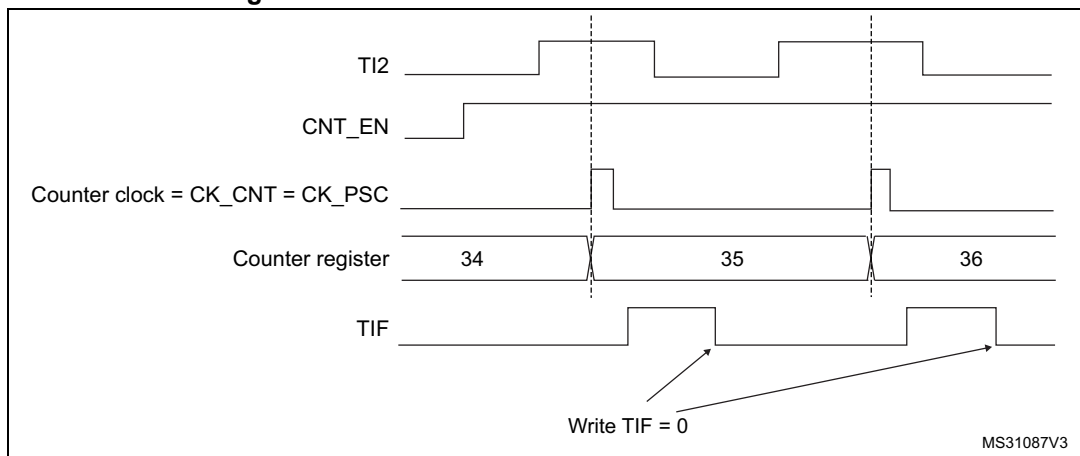 TI2
CNT_EN
Counter clock = CK_CNT = CK_PSC
Counter register 34 35 36
TIF
Write TIF = 0
MS31087V3